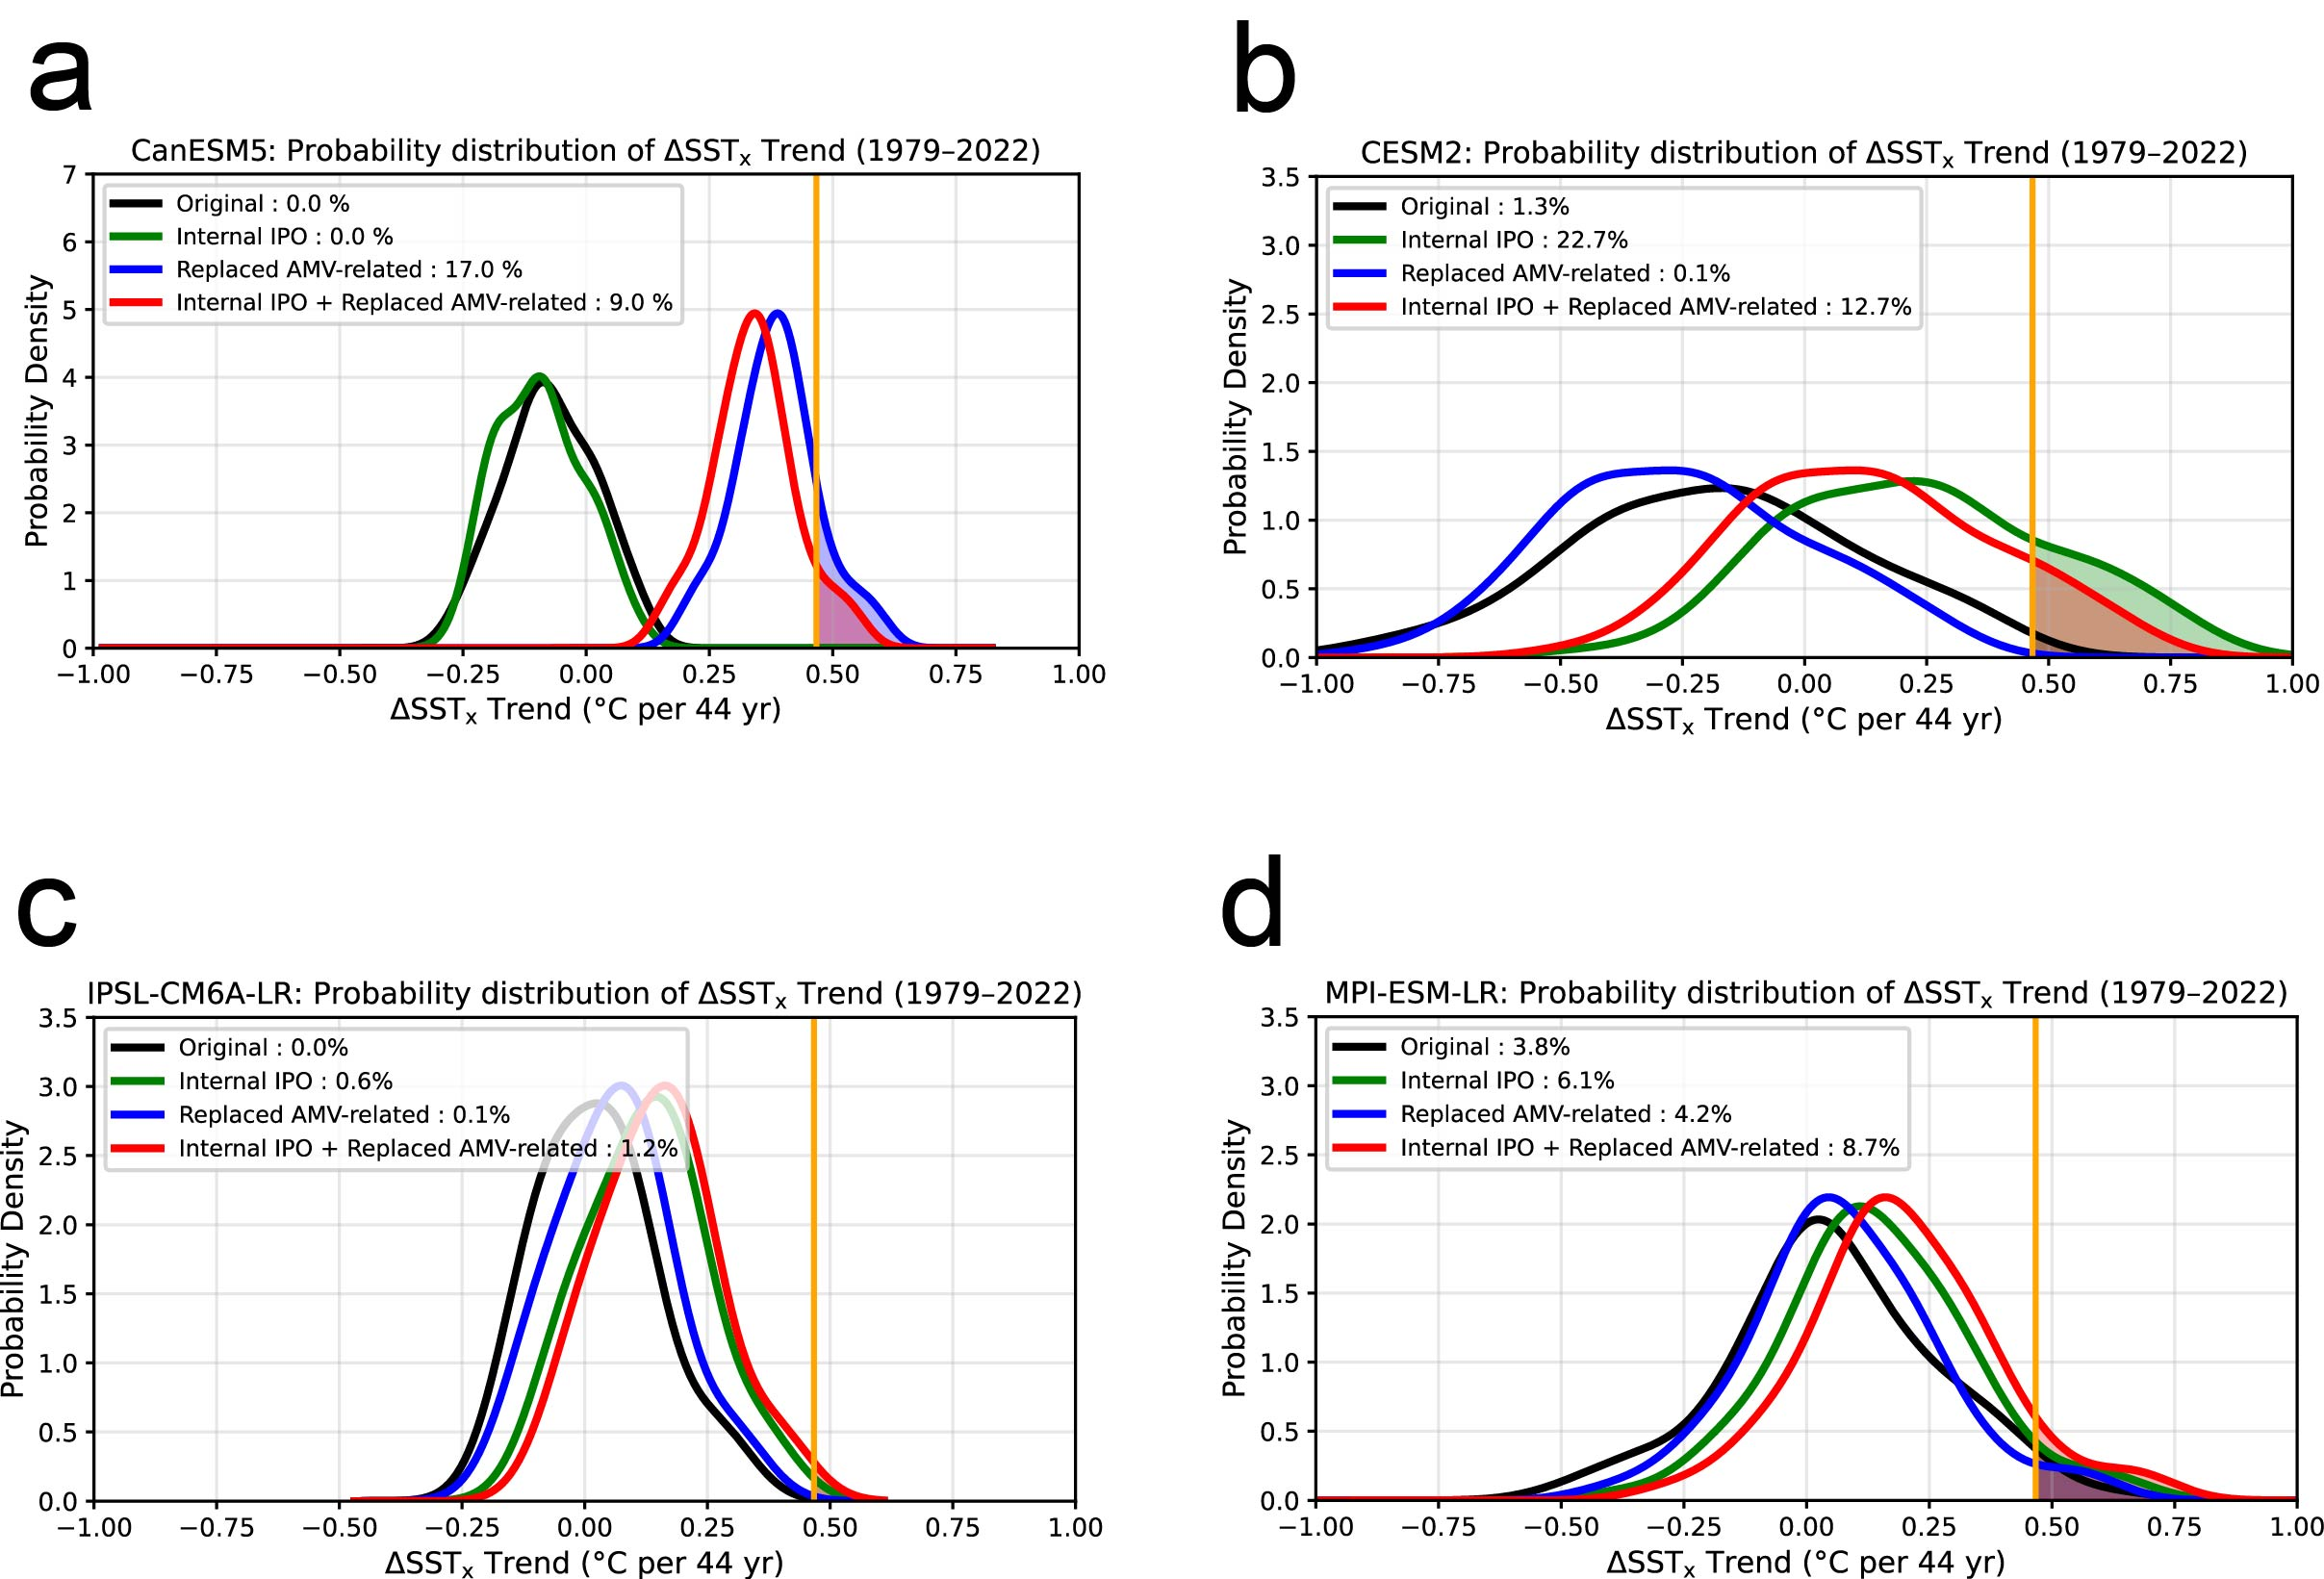 a
CanESM5: Probability distribution of ΔSSTₓ Trend (1979–2022)
Probability Density
7
6
5
4
3
2
1
0
Original : 0.0 %
Internal IPO : 0.0 %
Replaced AMV-related : 17.0 %
Internal IPO + Replaced AMV-related : 9.0 %
−1.00 −0.75 −0.50 −0.25 0.00 0.25 0.50 0.75 1.00
ΔSSTₓ Trend (°C per 44 yr)
b
CESM2: Probability distribution of ΔSSTₓ Trend (1979–2022)
Probability Density
3.5
3.0
2.5
2.0
1.5
1.0
0.5
0.0
Original : 1.3%
Internal IPO : 22.7%
Replaced AMV-related : 0.1%
Internal IPO + Replaced AMV-related : 12.7%
−1.00 −0.75 −0.50 −0.25 0.00 0.25 0.50 0.75 1.00
ΔSSTₓ Trend (°C per 44 yr)
c
IPSL-CM6A-LR: Probability distribution of ΔSSTₓ Trend (1979–2022)
Probability Density
3.5
3.0
2.5
2.0
1.5
1.0
0.5
0.0
Original : 0.0%
Internal IPO : 0.6%
Replaced AMV-related : 0.1%
Internal IPO + Replaced AMV-related : 1.2%
−1.00 −0.75 −0.50 −0.25 0.00 0.25 0.50 0.75 1.00
ΔSSTₓ Trend (°C per 44 yr)
d
MPI-ESM-LR: Probability distribution of ΔSSTₓ Trend (1979–2022)
Probability Density
3.5
3.0
2.5
2.0
1.5
1.0
0.5
0.0
Original : 3.8%
Internal IPO : 6.1%
Replaced AMV-related : 4.2%
Internal IPO + Replaced AMV-related : 8.7%
−1.00 −0.75 −0.50 −0.25 0.00 0.25 0.50 0.75 1.00
ΔSSTₓ Trend (°C per 44 yr)